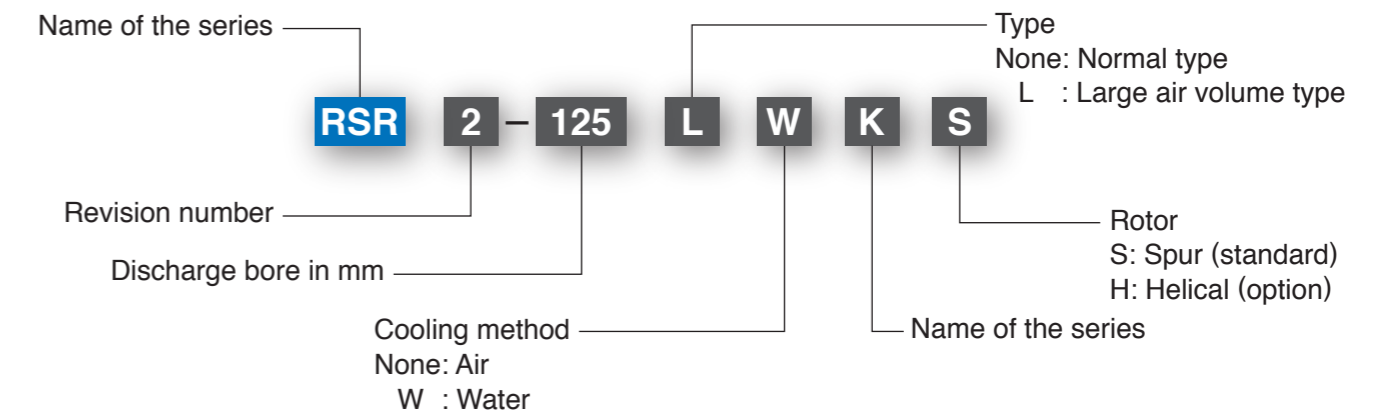 Name of the series
Type
None: Normal type
L : Large air volume type
RSR 2 – 125 L W K S
Revision number
Discharge bore in mm
Rotor
S: Spur (standard)
H: Helical (option)
Cooling method
None: Air
W : Water
Name of the series